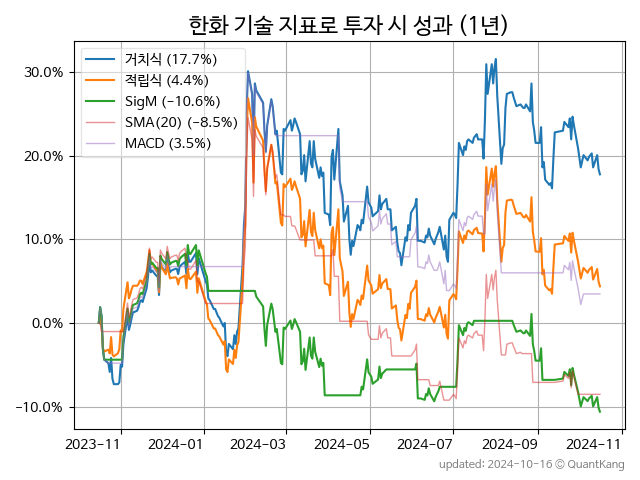 한화 기술 지표로 투자 시 성과 (1년)
거치식 (17.7%)
적립식 (4.4%)
SigM (−10.6%)
SMA(20) (−8.5%)
MACD (3.5%)
30.0%
20.0%
10.0%
0.0%
−10.0%
2023−11 2024−01 2024−03 2024−05 2024−07 2024−09 2024−11
updated: 2024-10-16 © QuantKang